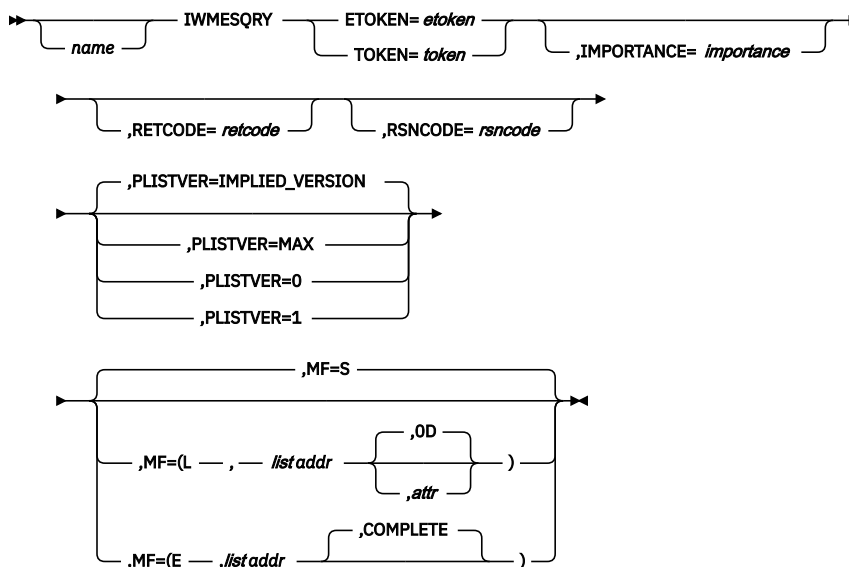 name IWMESQRY ETOKEN= etoken
TOKEN= token
,IMPORTANCE= importance
,RETCODE= retcode ,RSNCODE= rsncode
,PLISTVER=IMPLIED_VERSION
,PLISTVER=MAX
,PLISTVER=0
,PLISTVER=1
,MF=S
,MF=(L , list addr ,0D )
,attr
,MF=(E ,list addr ,COMPLETE )